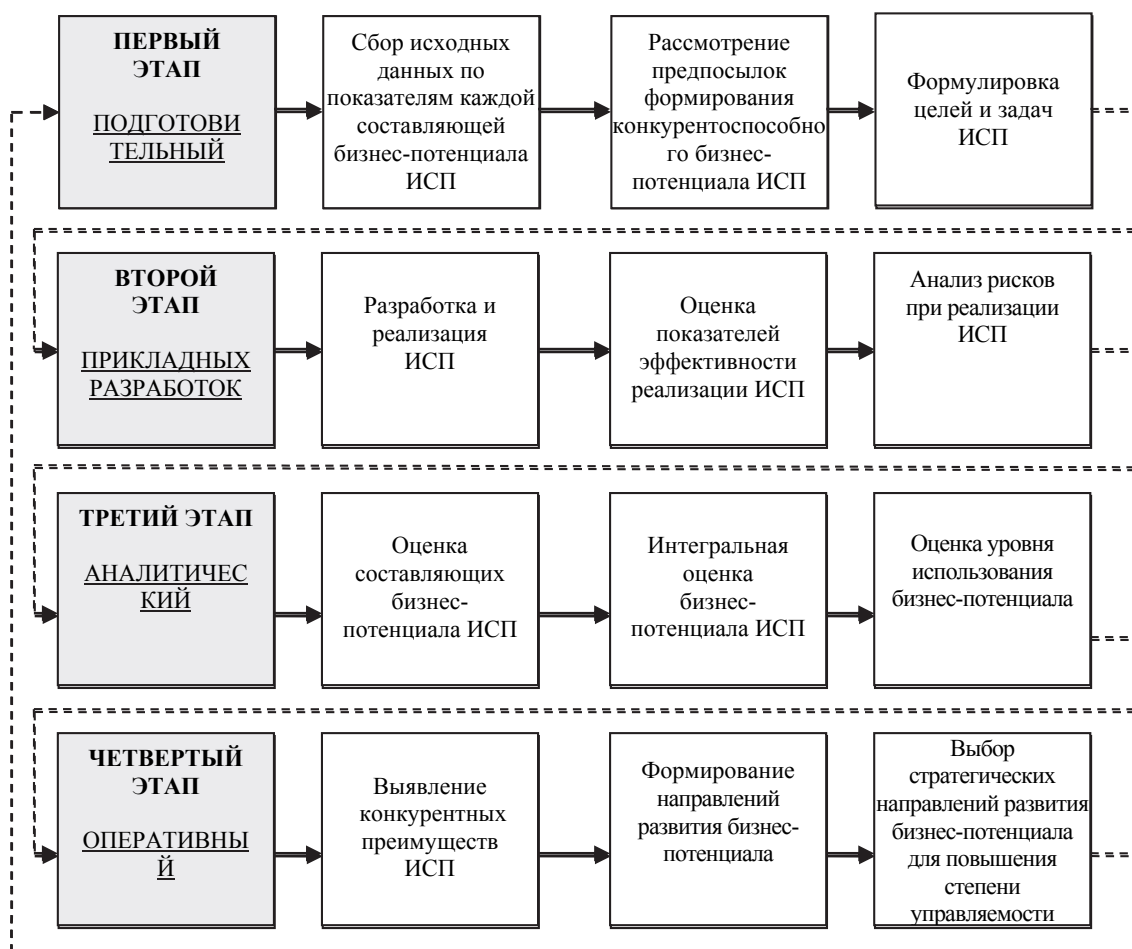 ПЕРВЫЙ
ЭТАП
ПОДГОТОВИ
ТЕЛЬНЫЙ
Сбор исходных
данных по
показателям каждой
составляющей
бизнес-потенциала
ИСП
Рассмотрение
предпосылок
формирования
конкурентоспособно
го бизнес-
потенциала ИСП
Формулировка
целей и задач
ИСП
ВТОРОЙ
ЭТАП
ПРИКЛАДНЫХ
РАЗРАБОТОК
Разработка и
реализация
ИСП
Оценка
показателей
эффективности
реализации ИСП
Анализ рисков
при реализации
ИСП
ТРЕТИЙ ЭТАП
АНАЛИТИЧЕС
КИЙ
Оценка
составляющих
бизнес-
потенциала ИСП
Интегральная
оценка
бизнес-
потенциала ИСП
Оценка уровня
использования
бизнес-потенциала
ЧЕТВЕРТЫЙ
ЭТАП
ОПЕРАТИВНЫ
Й
Выявление
конкурентных
преимуществ
ИСП
Формирование
направлений
развития бизнес-
потенциала
Выбор
стратегических
направлений развития
бизнес-потенциала
для повышения
степени
управляемости